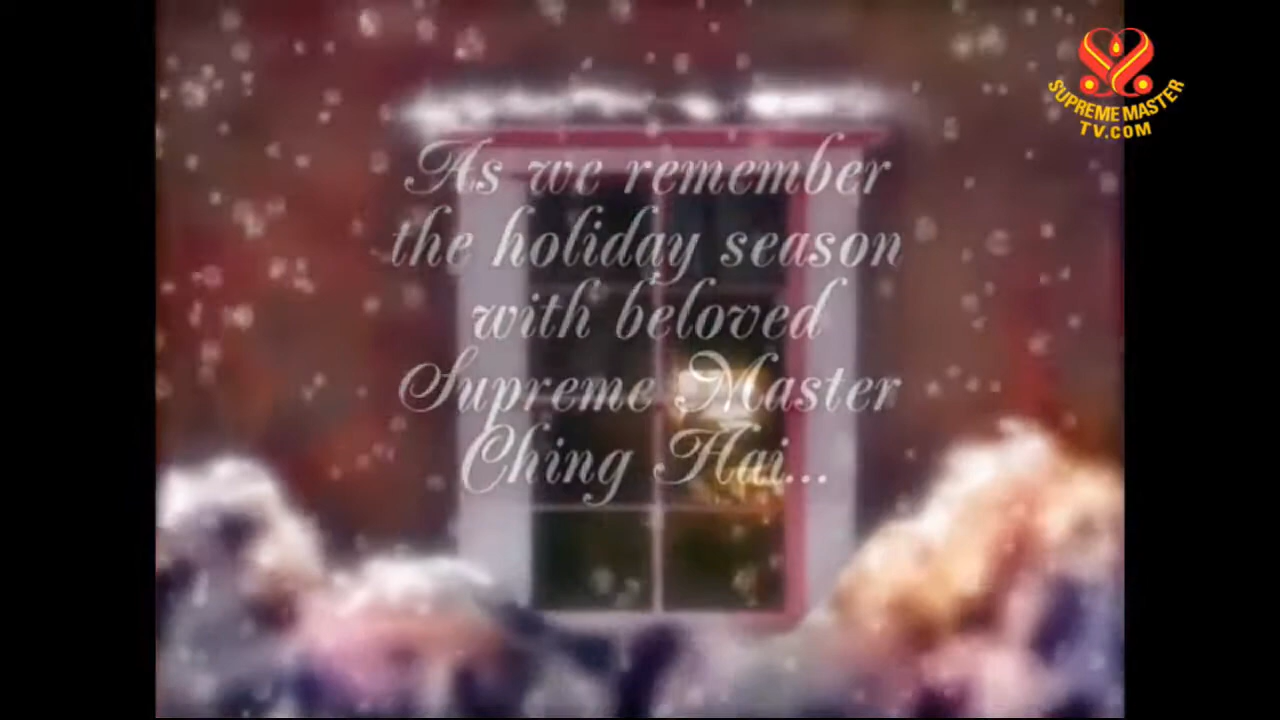 SUPREME MASTER
TV.COM
As we remember
the holiday season
with beloved
Supreme Master
Ching Hai...